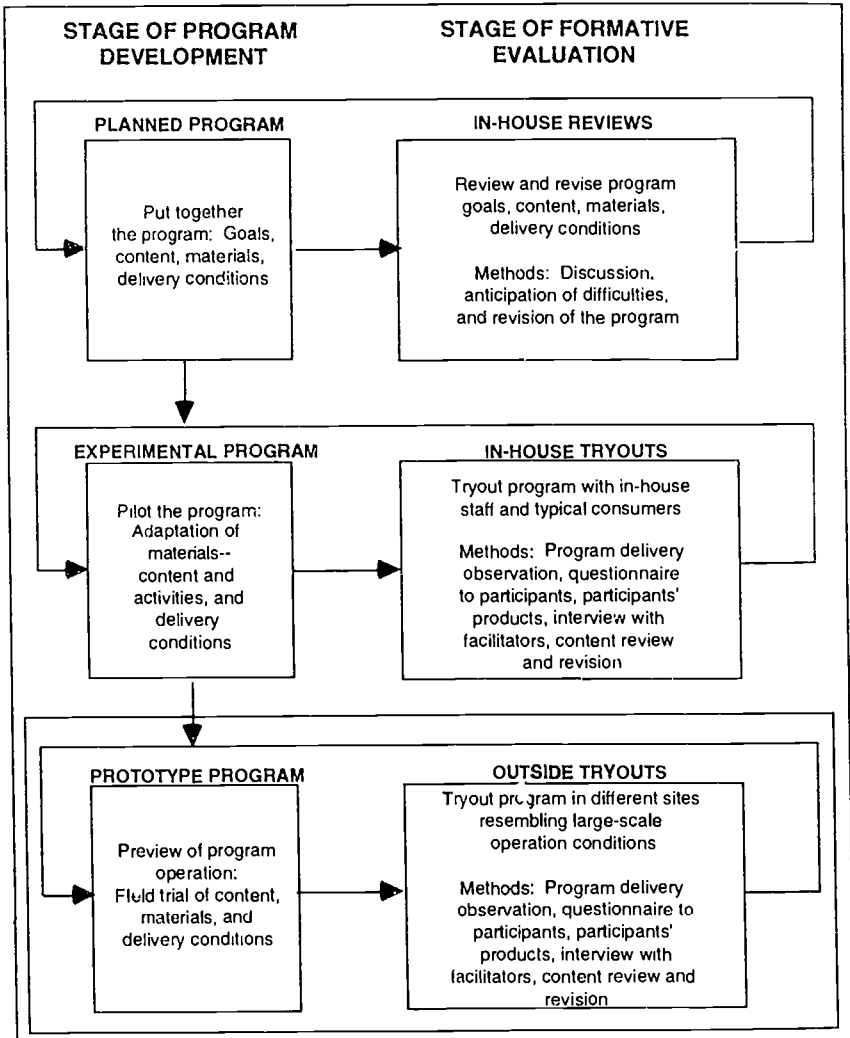 STAGE OF PROGRAM
DEVELOPMENT
STAGE OF FORMATIVE
EVALUATION
PLANNED PROGRAM
Put together
the program: Goals,
content, materials,
delivery conditions
IN-HOUSE REVIEWS
Review and revise program
goals, content, materials,
delivery conditions
Methods: Discussion,
anticipation of difficulties,
and revision of the program
EXPERIMENTAL PROGRAM
Pilot the program:
Adaptation of
materials--
content and
activities, and
delivery
conditions
IN-HOUSE TRYOUTS
Tryout program with in-house
staff and typical consumers
Methods: Program delivery
observation, questionnaire
to participants, participants'
products, interview with
facilitators, content review
and revision
PROTOTYPE PROGRAM
Preview of program
operation:
Field trial of content,
materials, and
delivery conditions
OUTSIDE TRYOUTS
Tryout program in different sites
resembling large-scale
operation conditions
Methods: Program delivery
observation, questionnaire to
participants, participants'
products, interview with
facilitators, content review and
revision